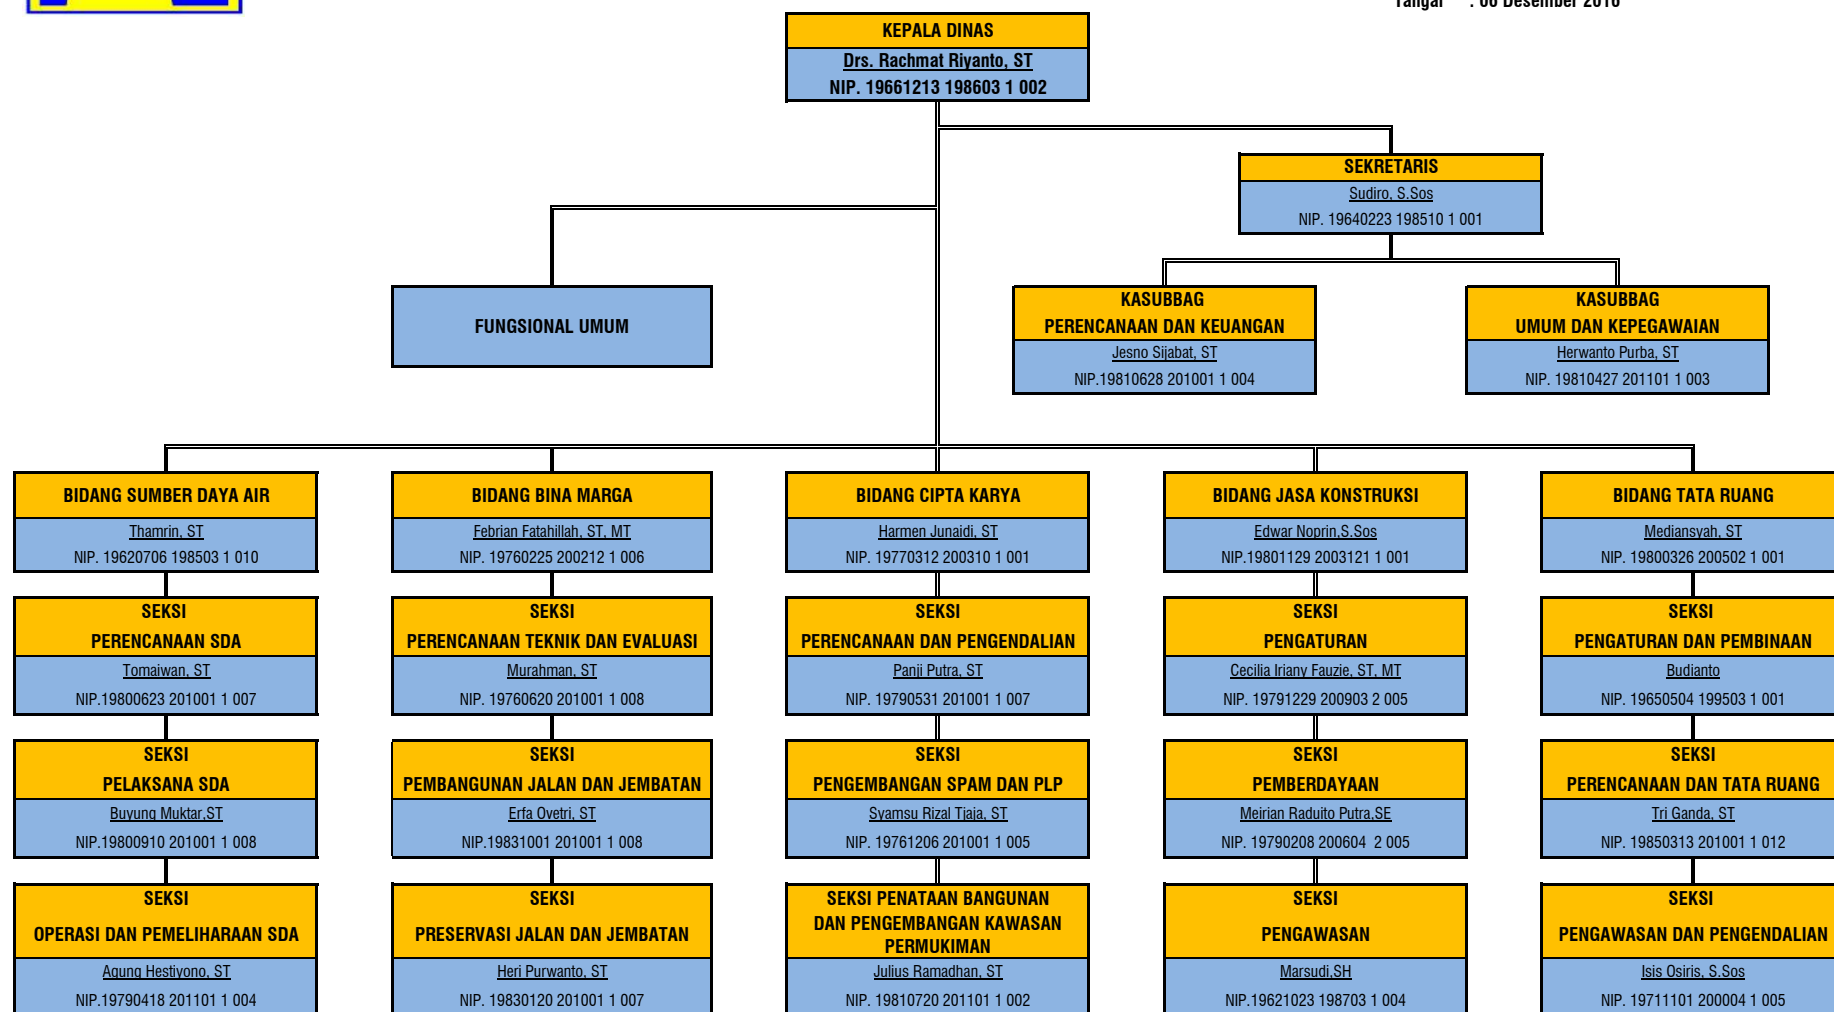 Tanggal : 06 Desember 2016
KEPALA DINAS
Drs. Rachmat Riyanto, ST
NIP. 19661213 198603 1 002
SEKRETARIS
Sudiro, S.Sos
NIP. 19640223 198510 1 001
FUNGSIONAL UMUM
KASUBBAG
PERENCANAAN DAN KEUANGAN
Jesno Sijabat, ST
NIP.19810628 201001 1 004
KASUBBAG
UMUM DAN KEPEGAWAIAN
Herwanto Purba, ST
NIP. 19810427 201101 1 003
BIDANG SUMBER DAYA AIR
Thamrin, ST
NIP. 19620706 198503 1 010
BIDANG BINA MARGA
Febrian Fatahillah, ST, MT
NIP. 19760225 200212 1 006
BIDANG CIPTA KARYA
Harmen Junaidi, ST
NIP. 19770312 200310 1 001
BIDANG JASA KONSTRUKSI
Edwar Noprin,S.Sos
NIP.19801129 2003121 1 001
BIDANG TATA RUANG
Mediansyah, ST
NIP. 19800326 200502 1 001
SEKSI
PERENCANAAN SDA
Tomaiwan, ST
NIP.19800623 201001 1 007
SEKSI
PERENCANAAN TEKNIK DAN EVALUASI
Murahman, ST
NIP. 19760620 201001 1 008
SEKSI
PERENCANAAN DAN PENGENDALIAN
Panji Putra, ST
NIP. 19790531 201001 1 007
SEKSI
PENGATURAN
Cecilia Iriany Fauzie, ST, MT
NIP. 19791229 200903 2 005
SEKSI
PENGATURAN DAN PEMBINAAN
Budianto
NIP. 19650504 199503 1 001
SEKSI
PELAKSANA SDA
Buyung Muktar,ST
NIP.19800910 201001 1 008
SEKSI
PEMBANGUNAN JALAN DAN JEMBATAN
Erfa Ovetri, ST
NIP.19831001 201001 1 008
SEKSI
PENGEMBANGAN SPAM DAN PLP
Syamsu Rizal Tjaja, ST
NIP. 19761206 201001 1 005
SEKSI
PEMBERDAYAAN
Meirian Raduito Putra,SE
NIP. 19790208 200604 2 005
SEKSI
PERENCANAAN DAN TATA RUANG
Tri Ganda, ST
NIP. 19850313 201001 1 012
SEKSI
OPERASI DAN PEMELIHARAAN SDA
Agung Hestiyono, ST
NIP.19790418 201101 1 004
SEKSI
PRESERVASI JALAN DAN JEMBATAN
Heri Purwanto, ST
NIP. 19830120 201001 1 007
SEKSI PENATAAN BANGUNAN
DAN PENGEMBANGAN KAWASAN
PERMUKIMAN
Julius Ramadhan, ST
NIP. 19810720 201101 1 002
SEKSI
PENGAWASAN
Marsudi,SH
NIP.19621023 198703 1 004
SEKSI
PENGAWASAN DAN PENGENDALIAN
Isis Osiris, S.Sos
NIP. 19711101 200004 1 005